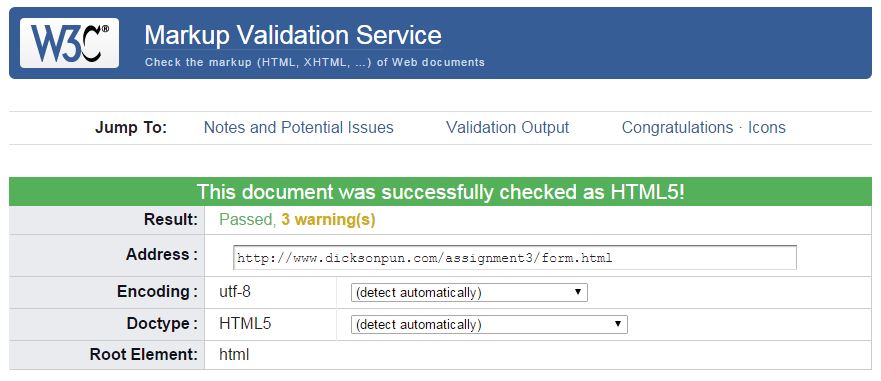 W3C® Markup Validation Service
Check the markup (HTML, XHTML, …) of Web documents
Jump To: Notes and Potential Issues Validation Output Congratulations · Icons
This document was successfully checked as HTML5!
Result: Passed, 3 warning(s)
Address : http://www.dicksonpun.com/assignment3/form.html
Encoding : utf-8 (detect automatically)
Doctype : HTML5 (detect automatically)
Root Element: html